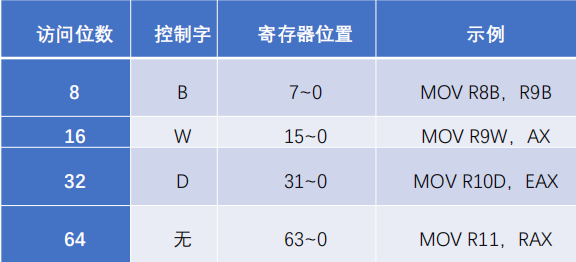 访问位数 控制字 寄存器位置 示例
8 B 7~0 MOV R8B，R9B
16 W 15~0 MOV R9W，AX
32 D 31~0 MOV R10D，EAX
64 无 63~0 MOV R11，RAX